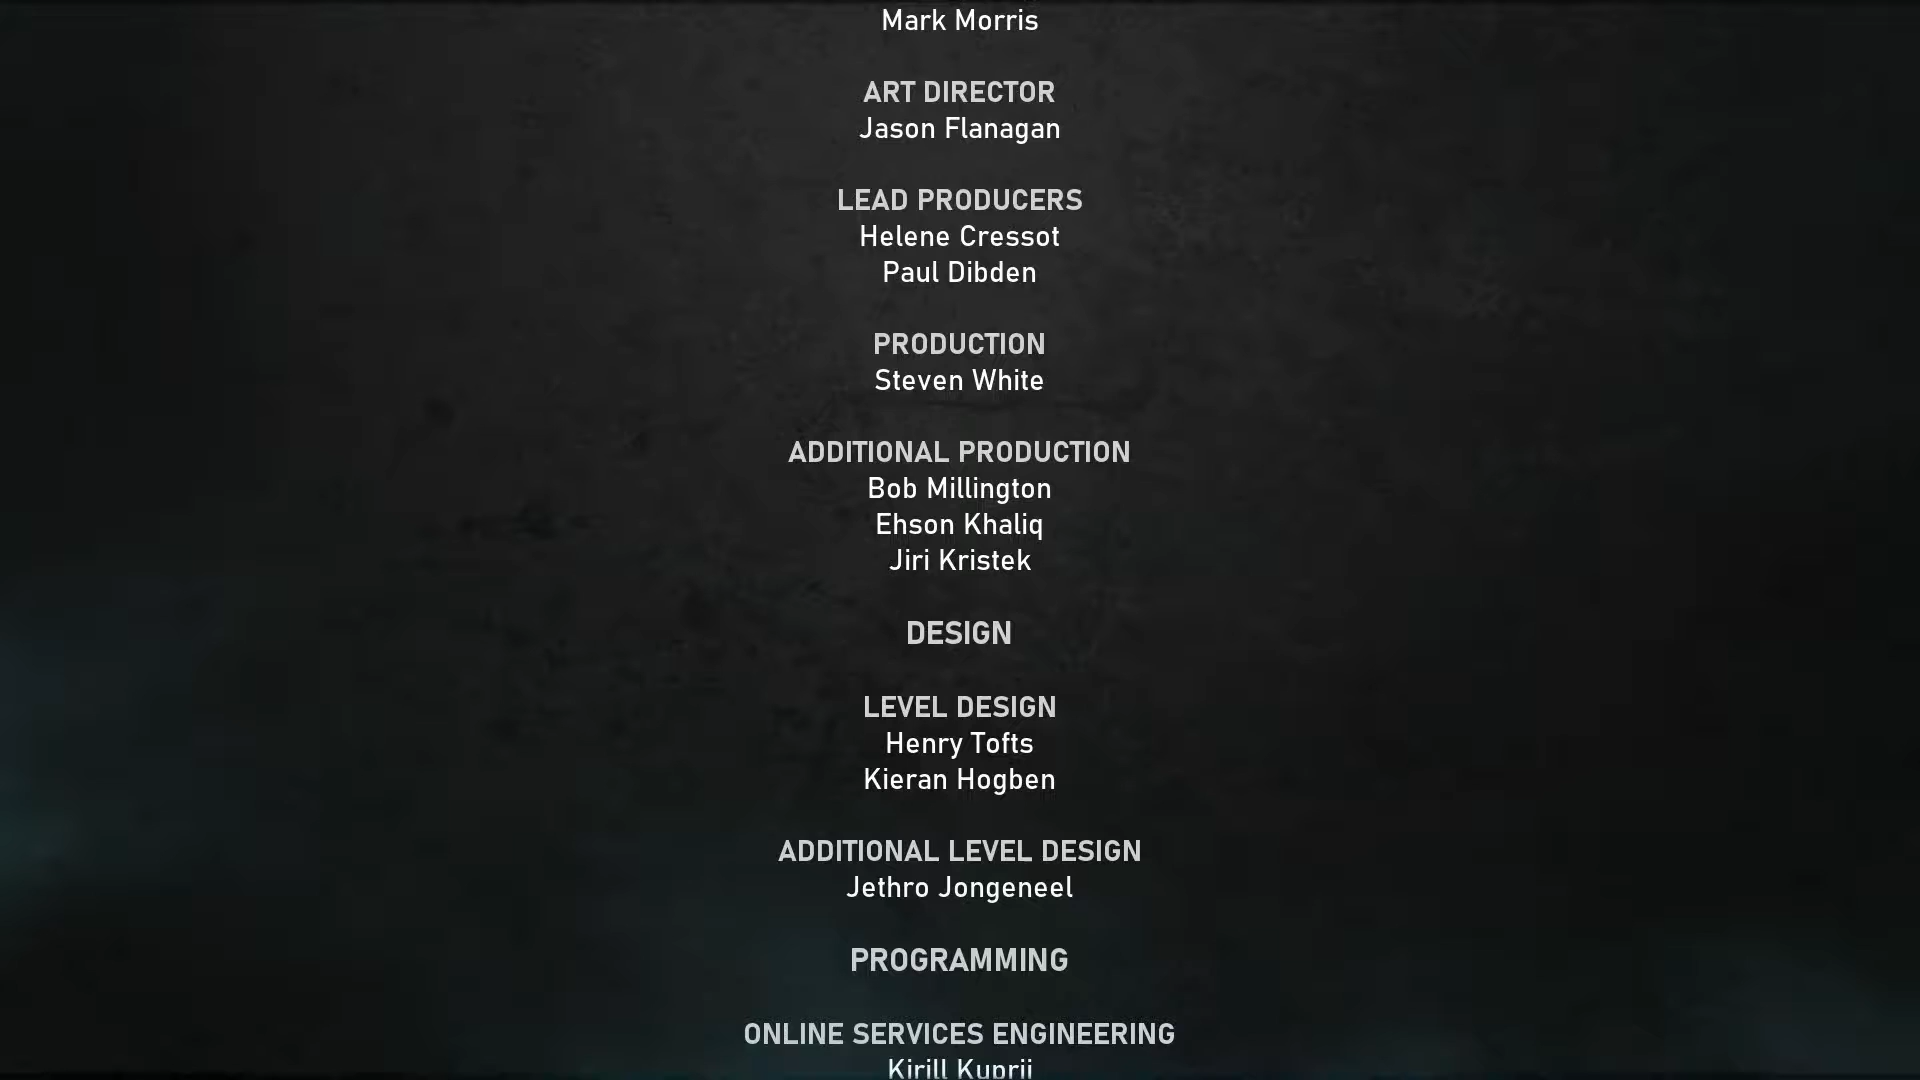 Mark Morris
ART DIRECTOR
Jason Flanagan
LEAD PRODUCERS
Helene Cressot
Paul Dibden
PRODUCTION
Steven White
ADDITIONAL PRODUCTION
Bob Millington
Ehson Khaliq
Jiri Kristek
DESIGN
LEVEL DESIGN
Henry Tofts
Kieran Hogben
ADDITIONAL LEVEL DESIGN
Jethro Jongeneel
PROGRAMMING
ONLINE SERVICES ENGINEERING
Kirill Kuprii